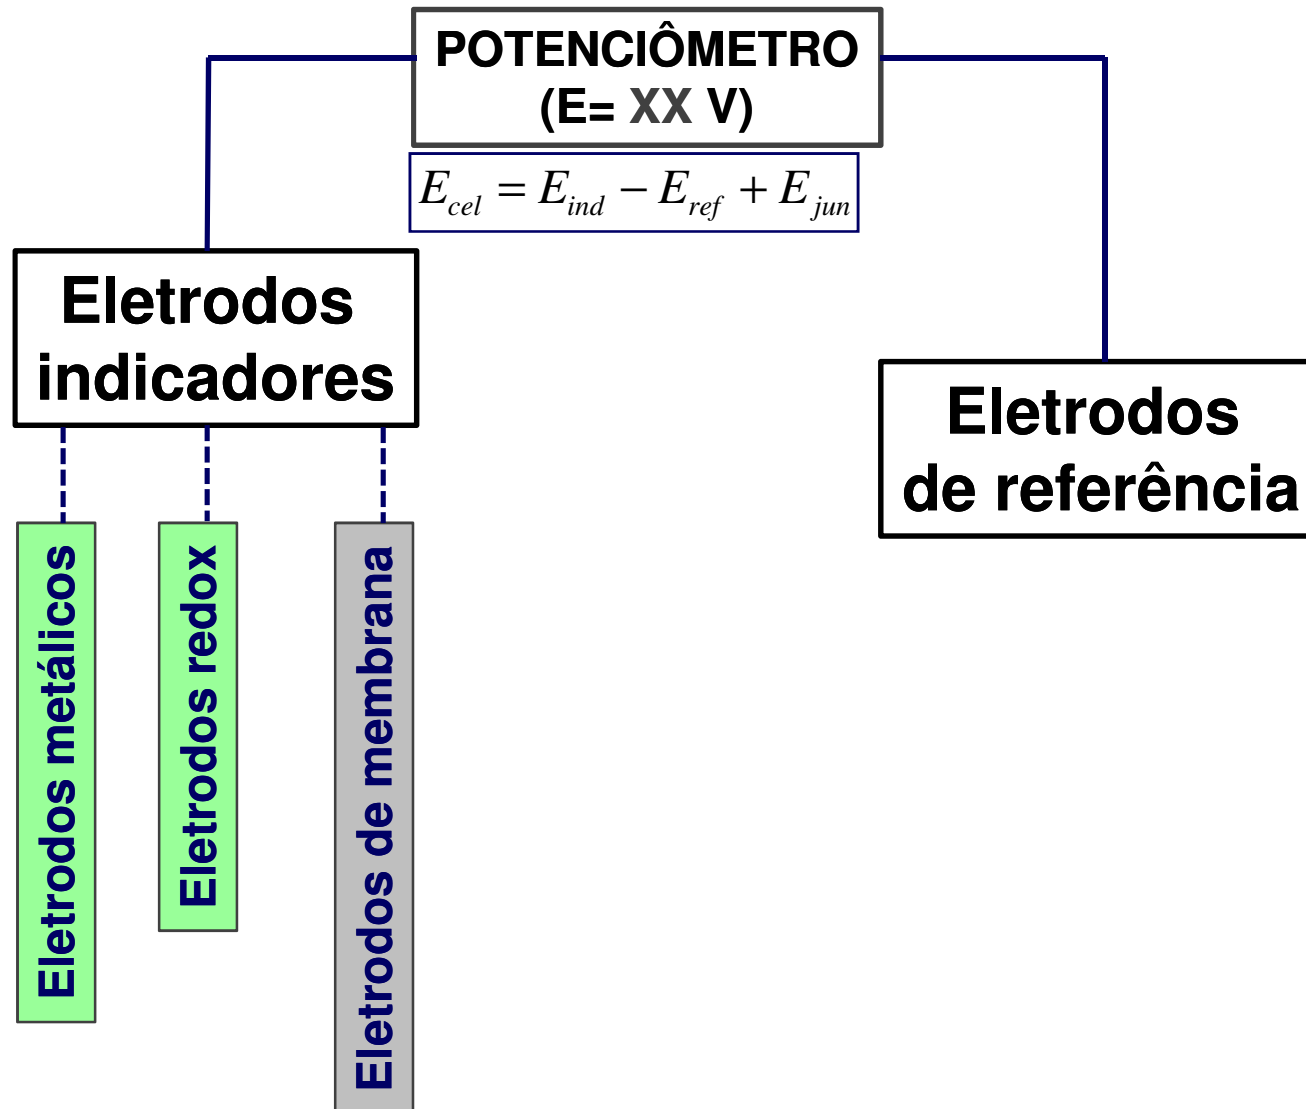 POTENCIÔMETRO
(E= XX V)
E_cel = E_ind − E_ref + E_jun
Eletrodos
indicadores
Eletrodos
de referência
Eletrodos metálicos
Eletrodos redox
Eletrodos de membrana